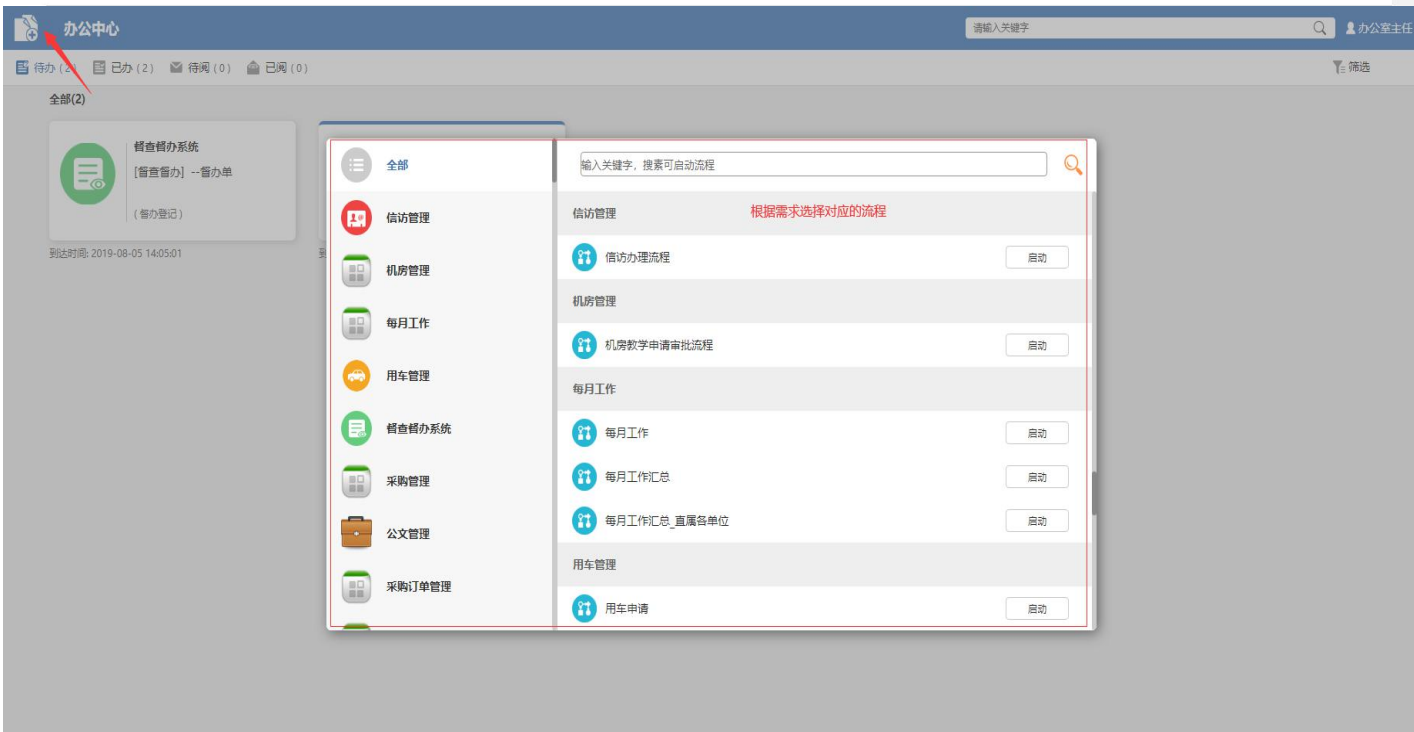 办公中心
请输入关键字
办公室主任
待办(2) 已办(2) 待阅(0) 已阅(0)
筛选
全部(2)
督查督办系统
[督查督办] --督办单
(督办登记)
到达时间: 2019-08-05 14:05:01
到
全部
信访管理
机房管理
每月工作
用车管理
督查督办系统
采购管理
公文管理
采购订单管理
输入关键字，搜素可启动流程
信访管理
根据需求选择对应的流程
信访办理流程
启动
机房管理
机房教学申请审批流程
启动
每月工作
每月工作
启动
每月工作汇总
启动
每月工作汇总_直属各单位
启动
用车管理
用车申请
启动